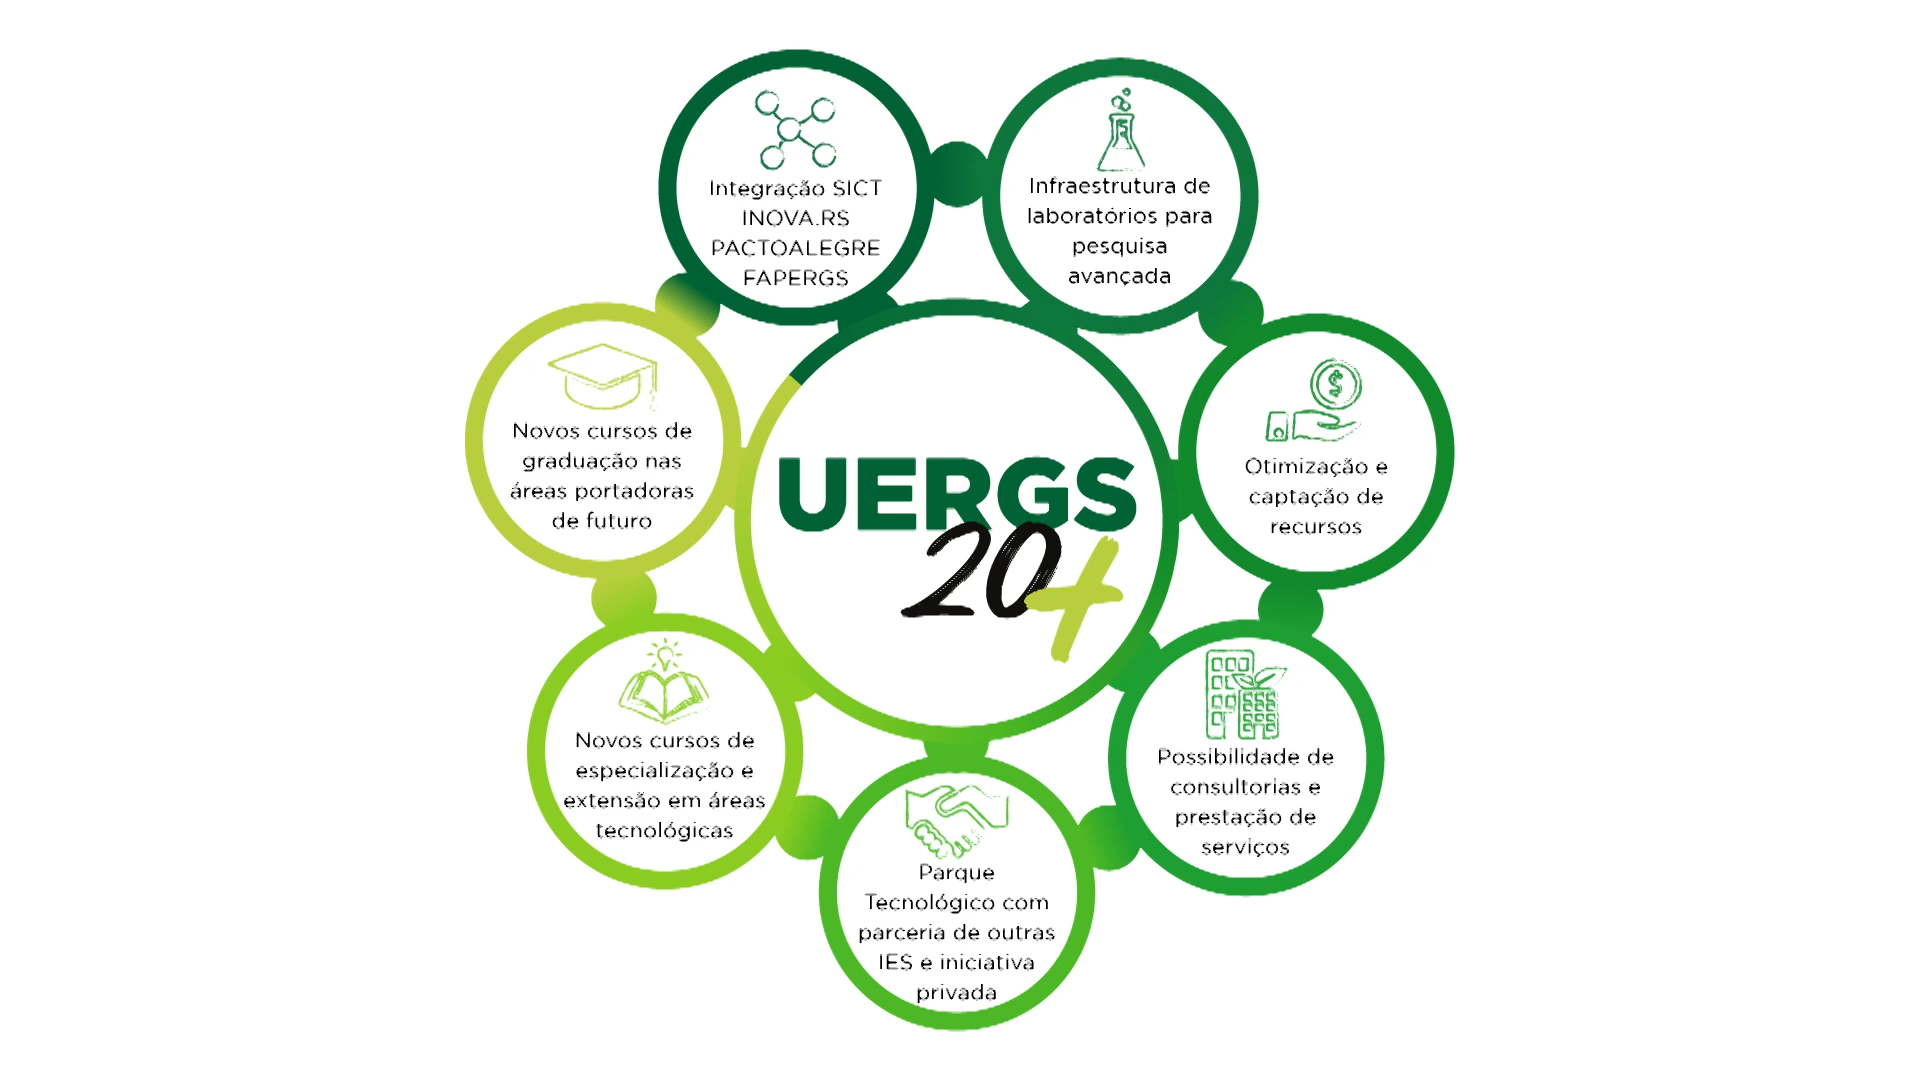 Integração SICT
INOVA.RS
PACTOALEGRE
FAPERGS
Infraestrutura de
laboratórios para
pesquisa
avançada
Otimização e
captação de
recursos
Possibilidade de
consultorias e
prestação de
serviços
Parque
Tecnológico com
parceria de outras
IES e iniciativa
privada
Novos cursos de
especialização e
extensão em áreas
tecnológicas
Novos cursos de
graduação nas
áreas portadoras
de futuro
UERGS
20+